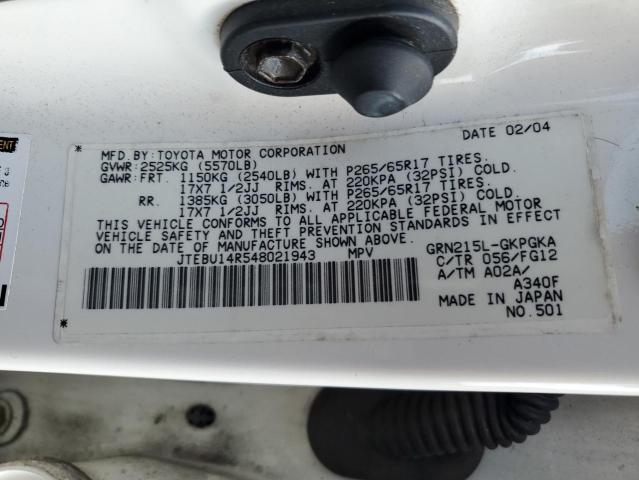 DATE 02/04
MFD.BY:TOYOTA MOTOR CORPORATION
GVWR:2525KG (5570LB)
GAWR:FRT. 1150KG (2540LB) WITH P265/65R17 TIRES.
17X7 1/2JJ RIMS. AT 220KPA (32PSI) COLD.
RR. 1385KG (3050LB) WITH P265/65R17 TIRES.
17X7 1/2JJ RIMS. AT 220KPA (32PSI) COLD.
THIS VEHICLE CONFORMS TO ALL APPLICABLE FEDERAL MOTOR
VEHICLE SAFETY AND THEFT PREVENTION STANDARDS IN EFFECT
ON THE DATE OF MANUFACTURE SHOWN ABOVE.
JTEBU14R548021943 MPV
GRN215L-GKPGKA
C/TR 056/FG12
A/TM A02A/
A340F
MADE IN JAPAN
NO.501